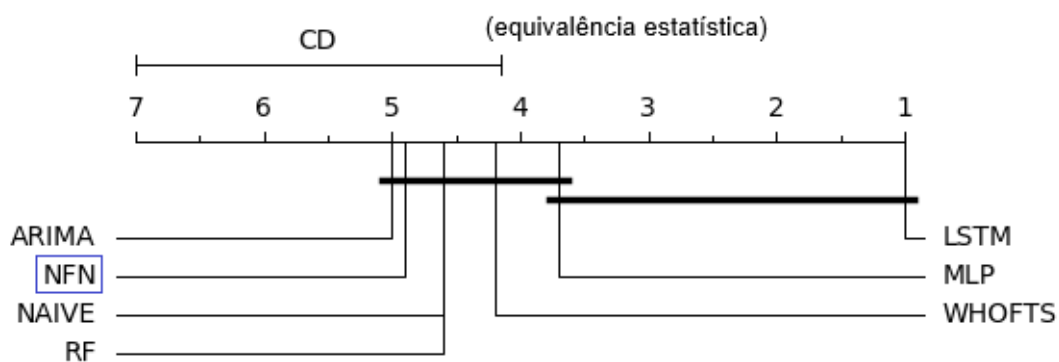 (equivalência estatística)
CD
7 6 5 4 3 2 1
ARIMA LSTM
NFN MLP
NAIVE WHOFTS
RF